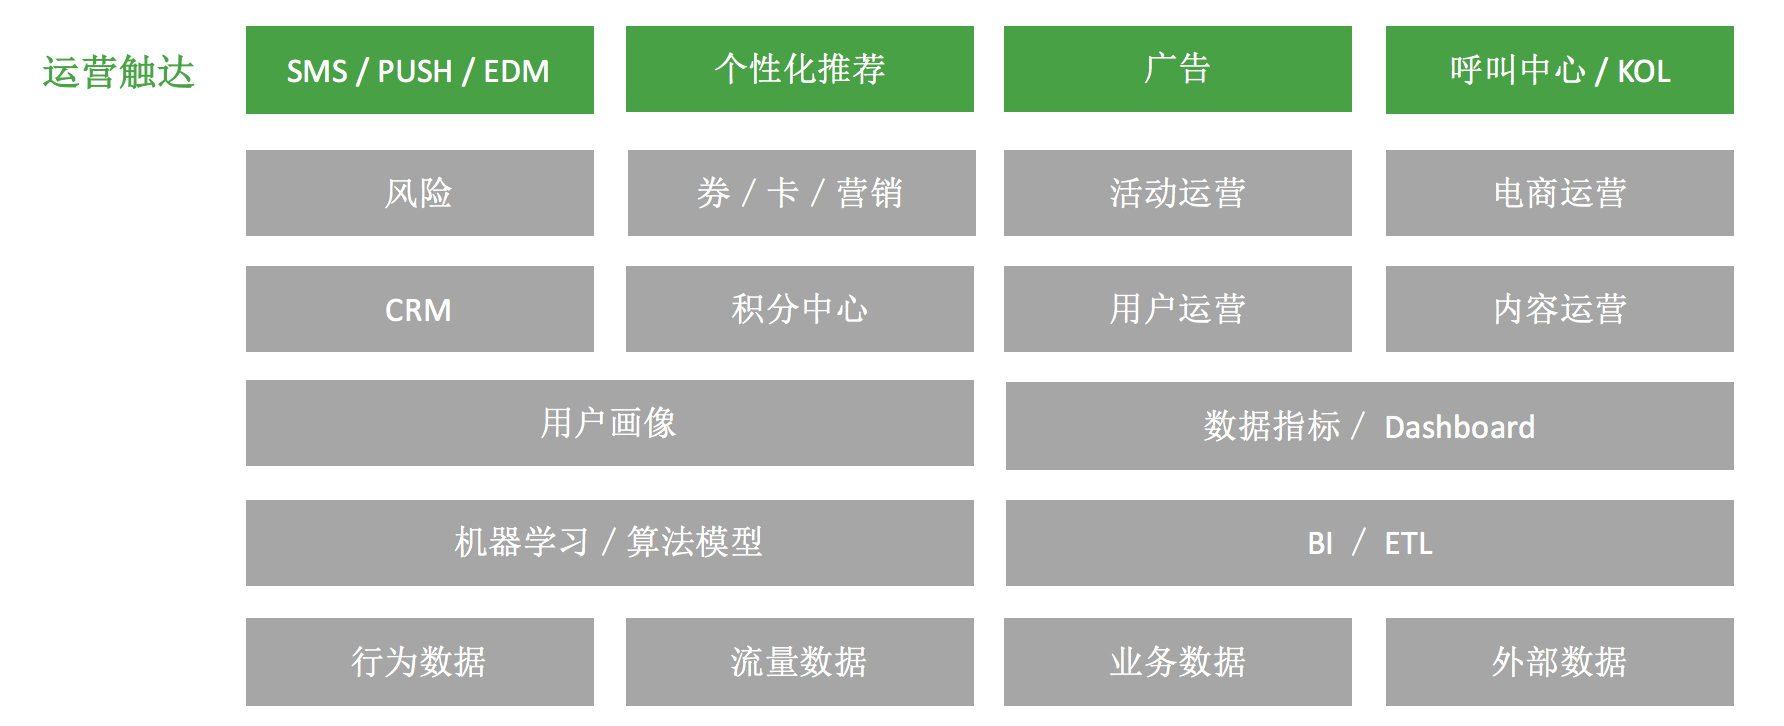 运营触达
SMS / PUSH / EDM
个性化推荐
广告
呼叫中心 / KOL
风险
券 / 卡 / 营销
活动运营
电商运营
CRM
积分中心
用户运营
内容运营
用户画像
数据指标 / Dashboard
机器学习 / 算法模型
BI / ETL
行为数据
流量数据
业务数据
外部数据